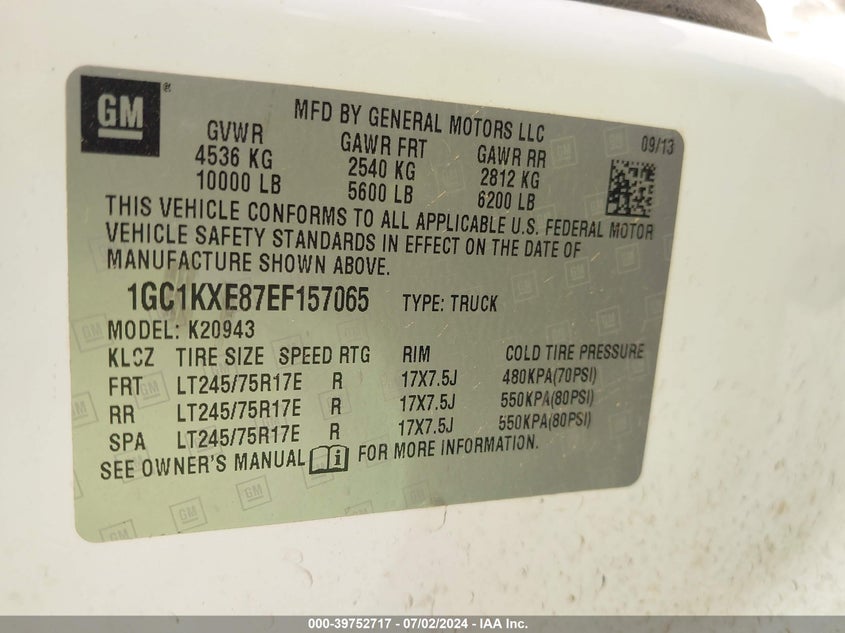 GM®
MFD BY GENERAL MOTORS LLC
09/13
GVWR GAWR FRT GAWR RR
4536 KG 2540 KG 2812 KG
10000 LB 5600 LB 6200 LB
THIS VEHICLE CONFORMS TO ALL APPLICABLE U.S. FEDERAL MOTOR
VEHICLE SAFETY STANDARDS IN EFFECT ON THE DATE OF
MANUFACTURE SHOWN ABOVE.
1GC1KXE87EF157065 TYPE: TRUCK
MODEL: K20943
KLCZ TIRE SIZE SPEED RTG RIM COLD TIRE PRESSURE
FRT LT245/75R17E R 17X7.5J 480KPA(70PSI)
RR LT245/75R17E R 17X7.5J 550KPA(80PSI)
SPA LT245/75R17E R 17X7.5J 550KPA(80PSI)
SEE OWNER'S MANUAL i FOR MORE INFORMATION.
000-39752717 - 07/02/2024 - IAA Inc.